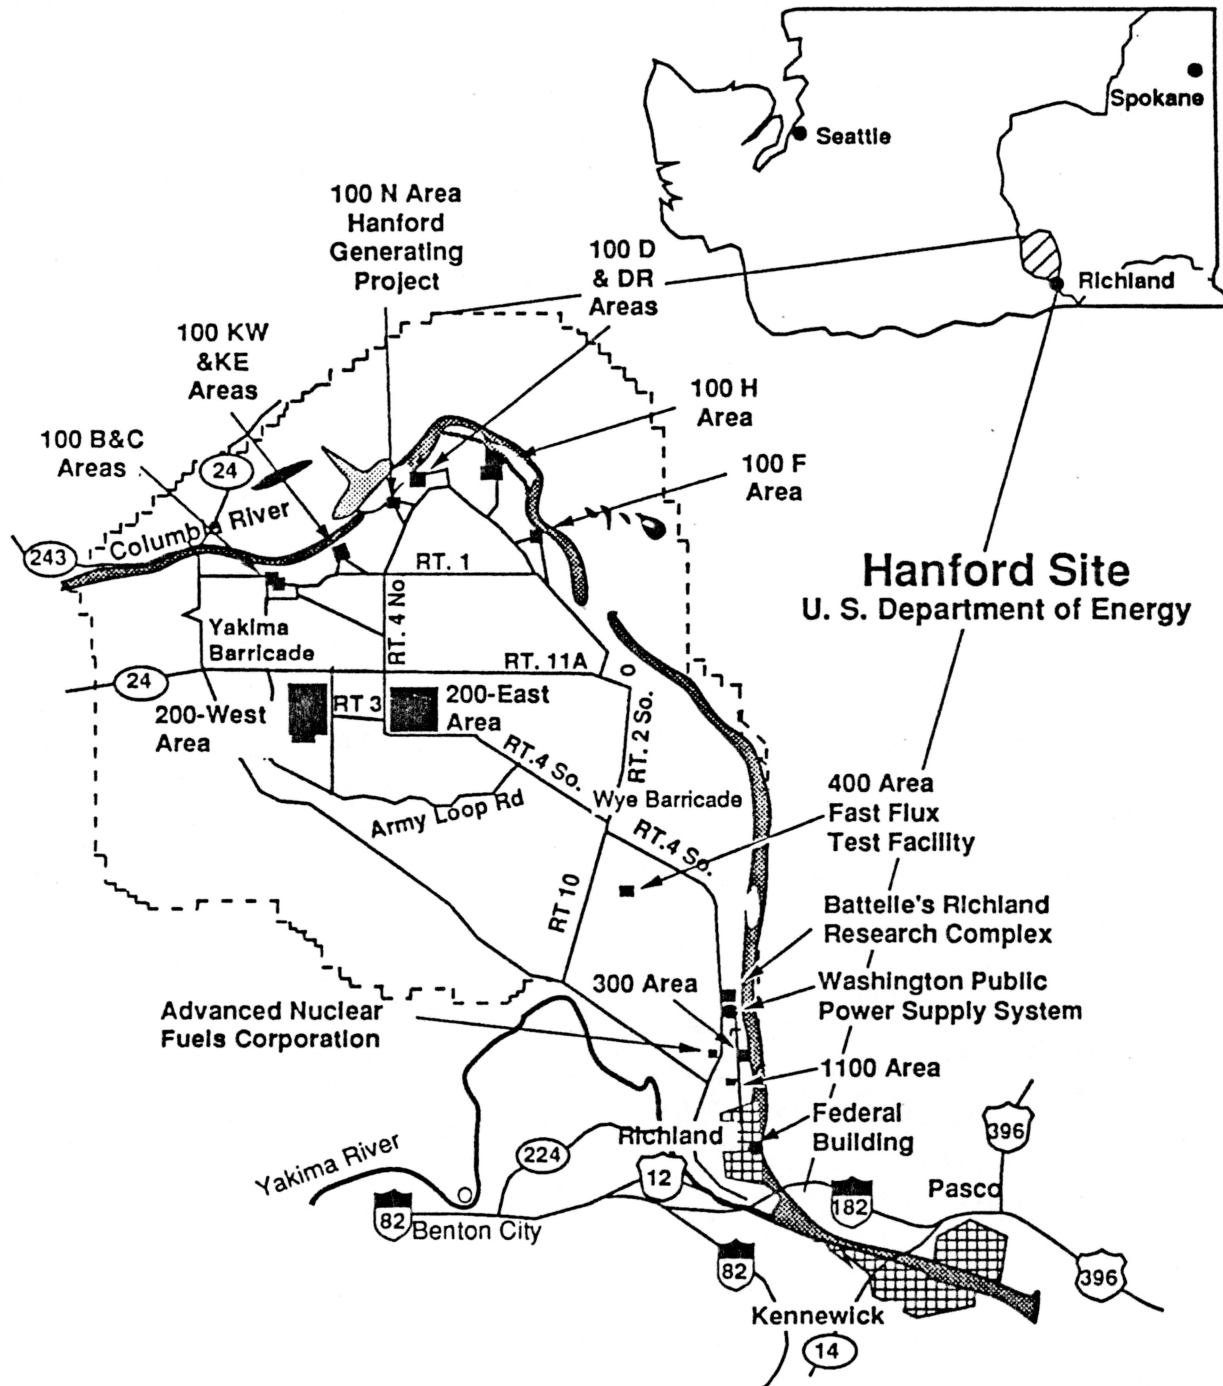 Seattle
Spokane
Richland
100 N Area
Hanford
Generating
Project
100 D
& DR
Areas
100 KW
&KE
Areas
100 H
Area
100 B&C
Areas
24
100 F
Area
Columbia River
243
Hanford Site
U. S. Department of Energy
RT. 1
RT. 4 No
Yakima
Barricade
RT. 11A
24
200-West
Area
RT 3
200-East
Area
RT. 2 So.
RT.4 So.
Army Loop Rd
Wye Barricade
400 Area
Fast Flux
Test Facility
RT.4 So.
RT 10
Battelle's Richland
Research Complex
300 Area
Washington Public
Power Supply System
Advanced Nuclear
Fuels Corporation
1100 Area
Federal
Building
Richland
396
224
12
Yakima River
82
Benton City
182
Pasco
82
396
Kennewick
14